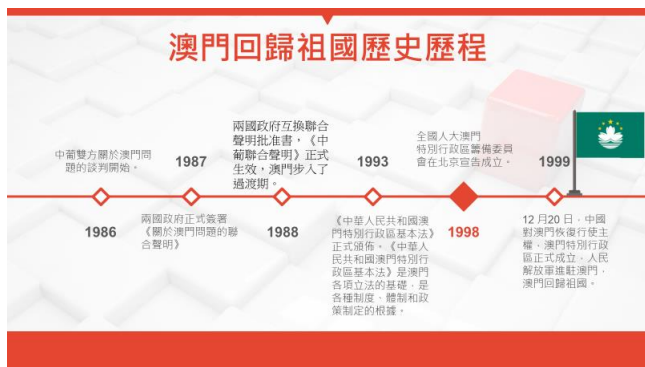 澳門回歸祖國歷史歷程
中葡雙方關於澳門問
題的談判開始。
1986
1987
兩國政府正式簽署
《關於澳門問題的聯
合聲明》
兩國政府互換聯合
聲明批准書，《中
葡聯合聲明》正式
生效，澳門步入了
過渡期。
1988
1993
《中華人民共和國澳
門特別行政區基本法》
正式頒佈。《中華人
民共和國澳門特別行
政區基本法》是澳門
各項立法的基礎，是
各種制度、體制和政
策制定的根據。
全國人大澳門
特別行政區籌備委員
會在北京宣告成立。
1998
1999
12 月20 日，中國
對澳門恢復行使主
權，澳門特別行政
區正式成立，人民
解放軍進駐澳門，
澳門回歸祖國。